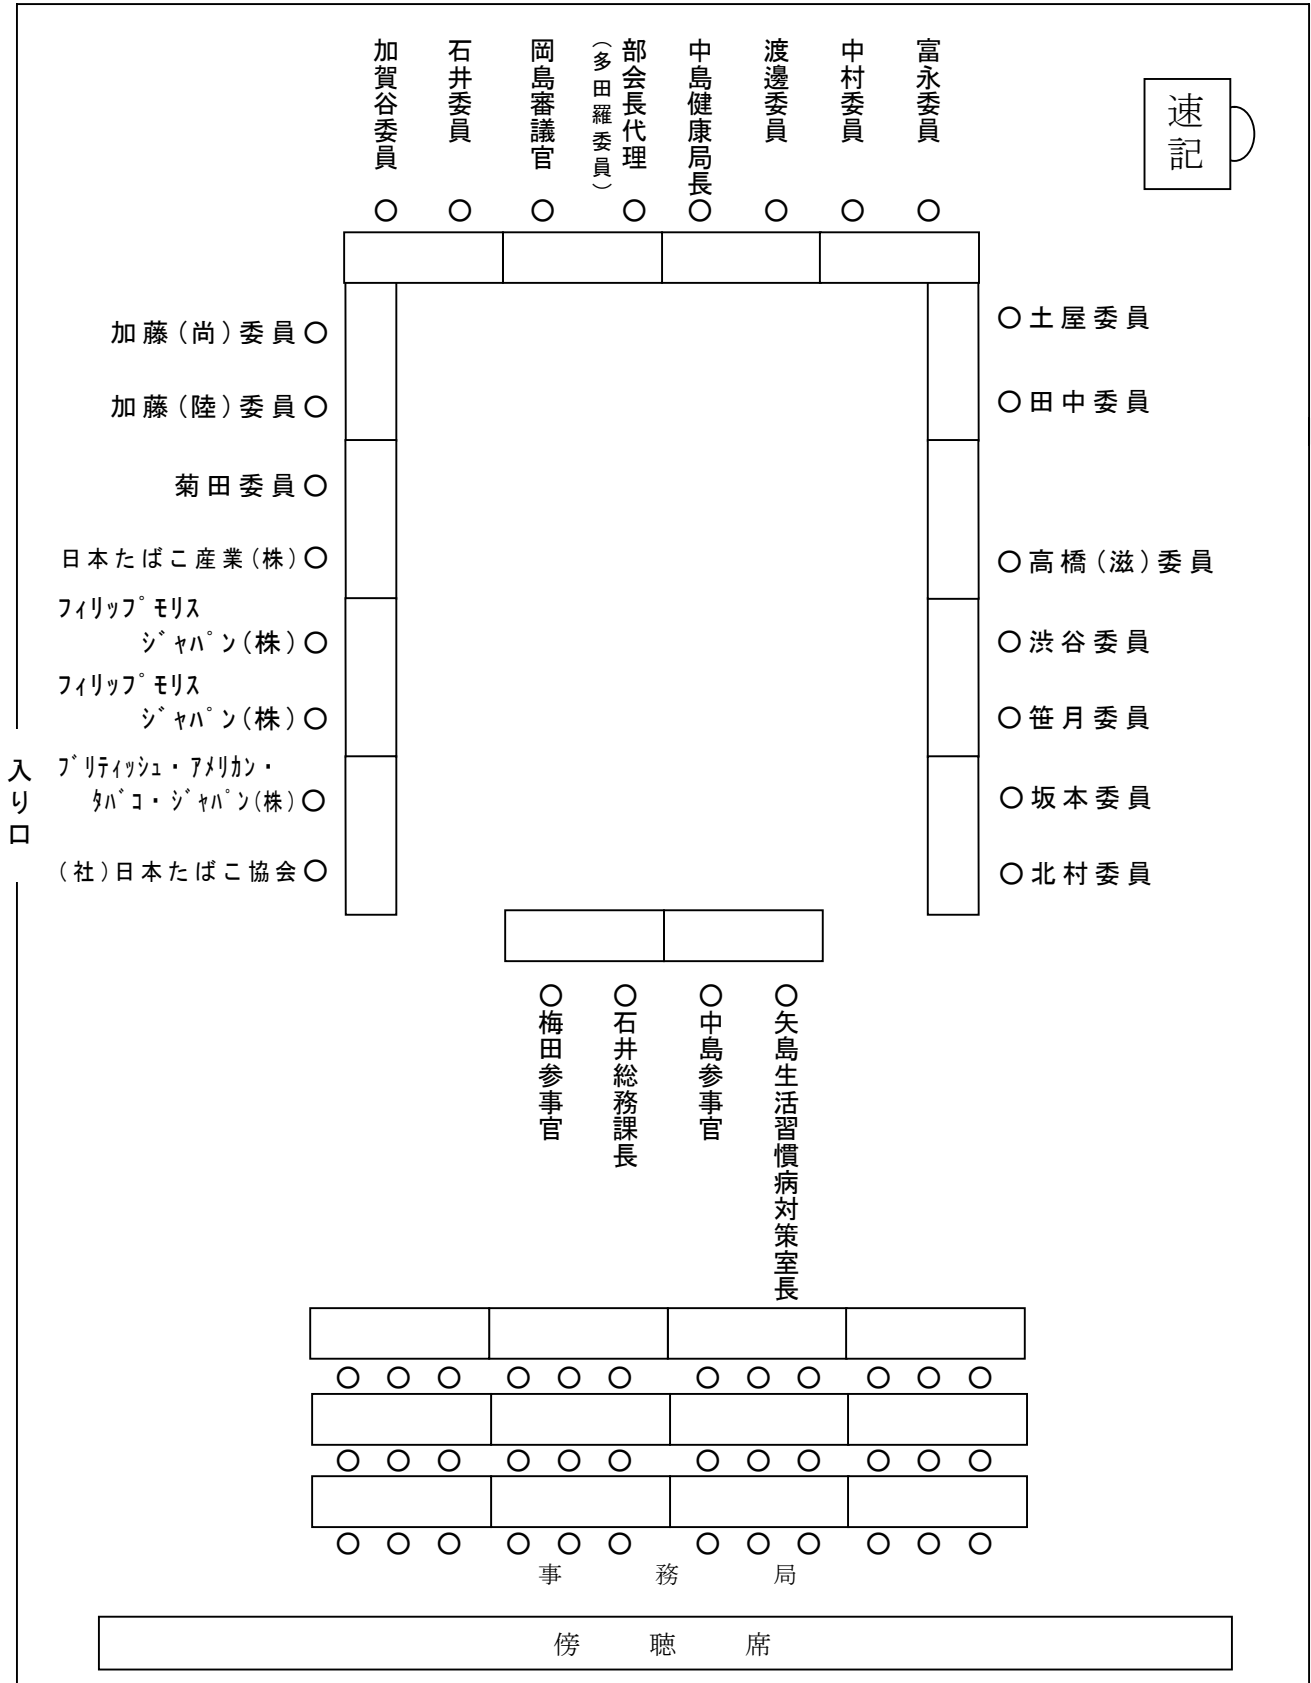 加賀谷委員
石井委員
岡島審議官
部会長代理
（多田羅委員）
中島健康局長
渡邊委員
中村委員
富永委員
速記
加藤（尚）委員
加藤（陸）委員
菊田委員
日本たばこ産業（株）
ﾌｨﾘｯﾌﾟﾓﾘｽ
ｼﾞｬﾊﾟﾝ（株）
ﾌｨﾘｯﾌﾟﾓﾘｽ
ｼﾞｬﾊﾟﾝ（株）
ﾌﾞﾘﾃｨｯｼｭ・ｱﾒﾘｶﾝ・
ﾀﾊﾞｺ・ｼﾞｬﾊﾟﾝ（株）
（社）日本たばこ協会
入り口
土屋委員
田中委員
高橋（滋）委員
渋谷委員
笹月委員
坂本委員
北村委員
梅田参事官
石井総務課長
中島参事官
矢島生活習慣病対策室長
事務局
傍聴席